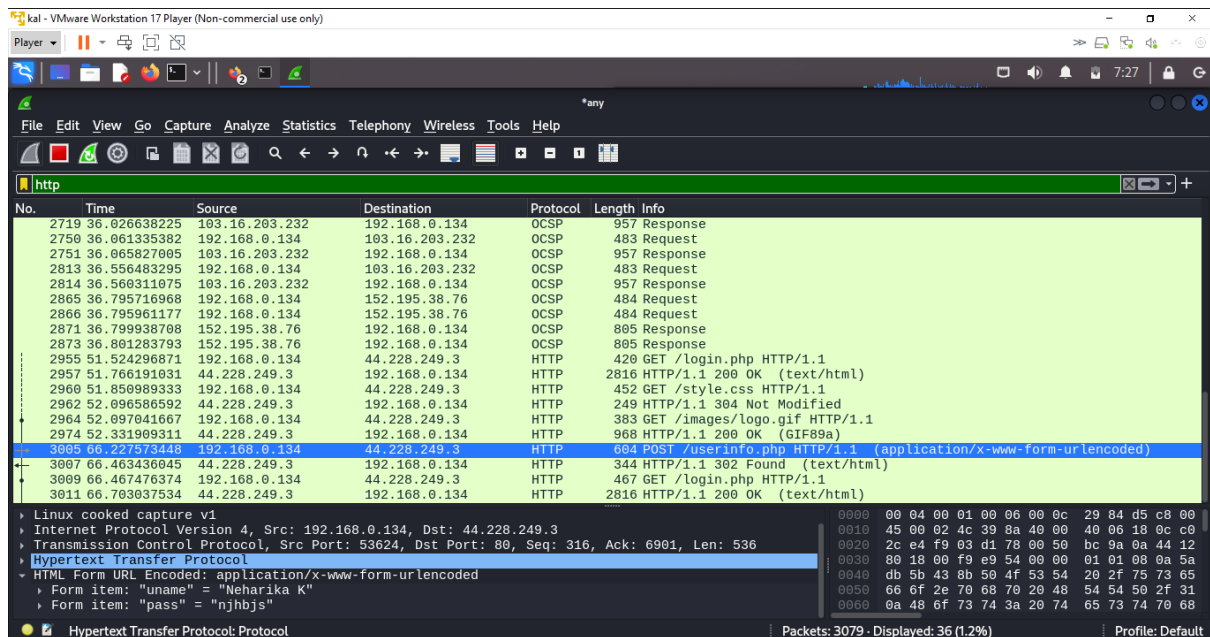 kal - VMware Workstation 17 Player (Non-commercial use only)
Player
7:27
*any
File Edit View Go Capture Analyze Statistics Telephony Wireless Tools Help
http
No. Time Source Destination Protocol Length Info
2719 36.026638225 103.16.203.232 192.168.0.134 OCSP 957 Response
2750 36.061335382 192.168.0.134 103.16.203.232 OCSP 483 Request
2751 36.065827005 103.16.203.232 192.168.0.134 OCSP 957 Response
2813 36.556483295 192.168.0.134 103.16.203.232 OCSP 483 Request
2814 36.560311075 103.16.203.232 192.168.0.134 OCSP 957 Response
2865 36.795716968 192.168.0.134 152.195.38.76 OCSP 484 Request
2866 36.795961177 192.168.0.134 152.195.38.76 OCSP 484 Request
2871 36.799938708 152.195.38.76 192.168.0.134 OCSP 805 Response
2873 36.801283793 152.195.38.76 192.168.0.134 OCSP 805 Response
2955 51.524296871 192.168.0.134 44.228.249.3 HTTP 420 GET /login.php HTTP/1.1
2957 51.766191031 44.228.249.3 192.168.0.134 HTTP 2816 HTTP/1.1 200 OK (text/html)
2960 51.850989333 192.168.0.134 44.228.249.3 HTTP 452 GET /style.css HTTP/1.1
2962 52.096586592 44.228.249.3 192.168.0.134 HTTP 249 HTTP/1.1 304 Not Modified
2964 52.097041667 192.168.0.134 44.228.249.3 HTTP 383 GET /images/logo.gif HTTP/1.1
2974 52.331909311 44.228.249.3 192.168.0.134 HTTP 968 HTTP/1.1 200 OK (GIF89a)
3005 66.227573448 192.168.0.134 44.228.249.3 HTTP 604 POST /userinfo.php HTTP/1.1 (application/x-www-form-urlencoded)
3007 66.463436045 44.228.249.3 192.168.0.134 HTTP 344 HTTP/1.1 302 Found (text/html)
3009 66.467476374 192.168.0.134 44.228.249.3 HTTP 467 GET /login.php HTTP/1.1
3011 66.703037534 44.228.249.3 192.168.0.134 HTTP 2816 HTTP/1.1 200 OK (text/html)
Linux cooked capture v1
Internet Protocol Version 4, Src: 192.168.0.134, Dst: 44.228.249.3
Transmission Control Protocol, Src Port: 53624, Dst Port: 80, Seq: 316, Ack: 6901, Len: 536
Hypertext Transfer Protocol
HTML Form URL Encoded: application/x-www-form-urlencoded
Form item: "uname" = "Neharika K"
Form item: "pass" = "njhbjs"
0000 00 04 00 01 00 06 00 0c 29 84 d5 c8 00
0010 45 00 02 4c 39 8a 40 00 40 06 18 0c c0
0020 2c e4 f9 03 d1 78 00 50 bc 9a 0a 44 12
0030 80 18 00 f9 e9 54 00 00 01 01 08 0a 5a
0040 db 5b 43 8b 50 4f 53 54 20 2f 75 73 65
0050 66 6f 2e 70 68 70 20 48 54 54 50 2f 31
0060 0a 48 6f 73 74 3a 20 74 65 73 74 70 68
Hypertext Transfer Protocol: Protocol
Packets: 3079 · Displayed: 36 (1.2%)
Profile: Default